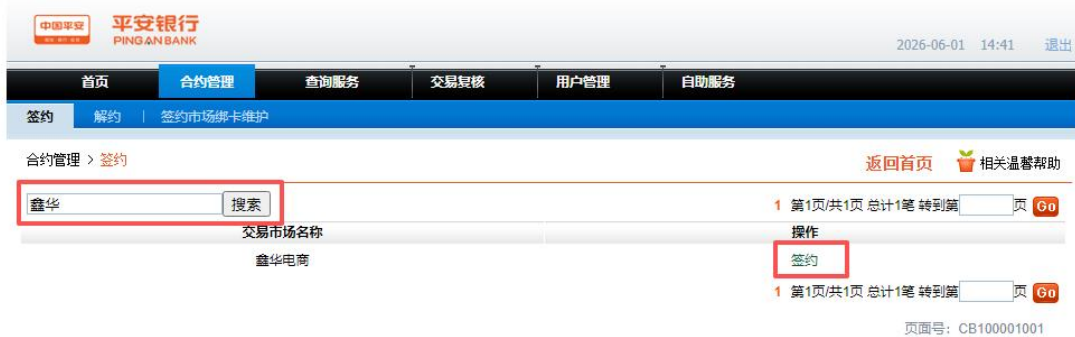 中国平安
平安银行
PINGAN BANK
2026-06-01 14:41 退出
首页 合约管理 查询服务 交易复核 用户管理 自助服务
签约 解约 | 签约市场绑卡维护
合约管理 > 签约
返回首页 相关温馨帮助
鑫华 搜索
1 第1页/共1页 总计1笔 转到第 页 Go
交易市场名称 操作
鑫华电商 签约
1 第1页/共1页 总计1笔 转到第 页 Go
页面号: CB100001001